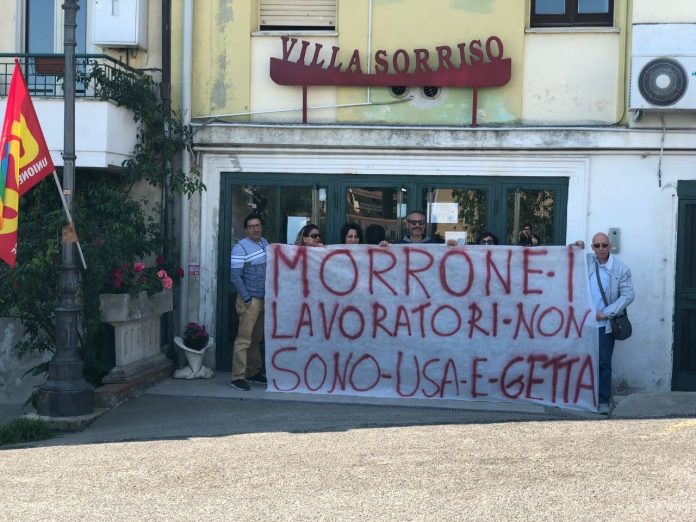 VILLA SORRISO
UNIONE
MORRONE·I
LAVORATORI·NON
SONO-USA-E-GETTA